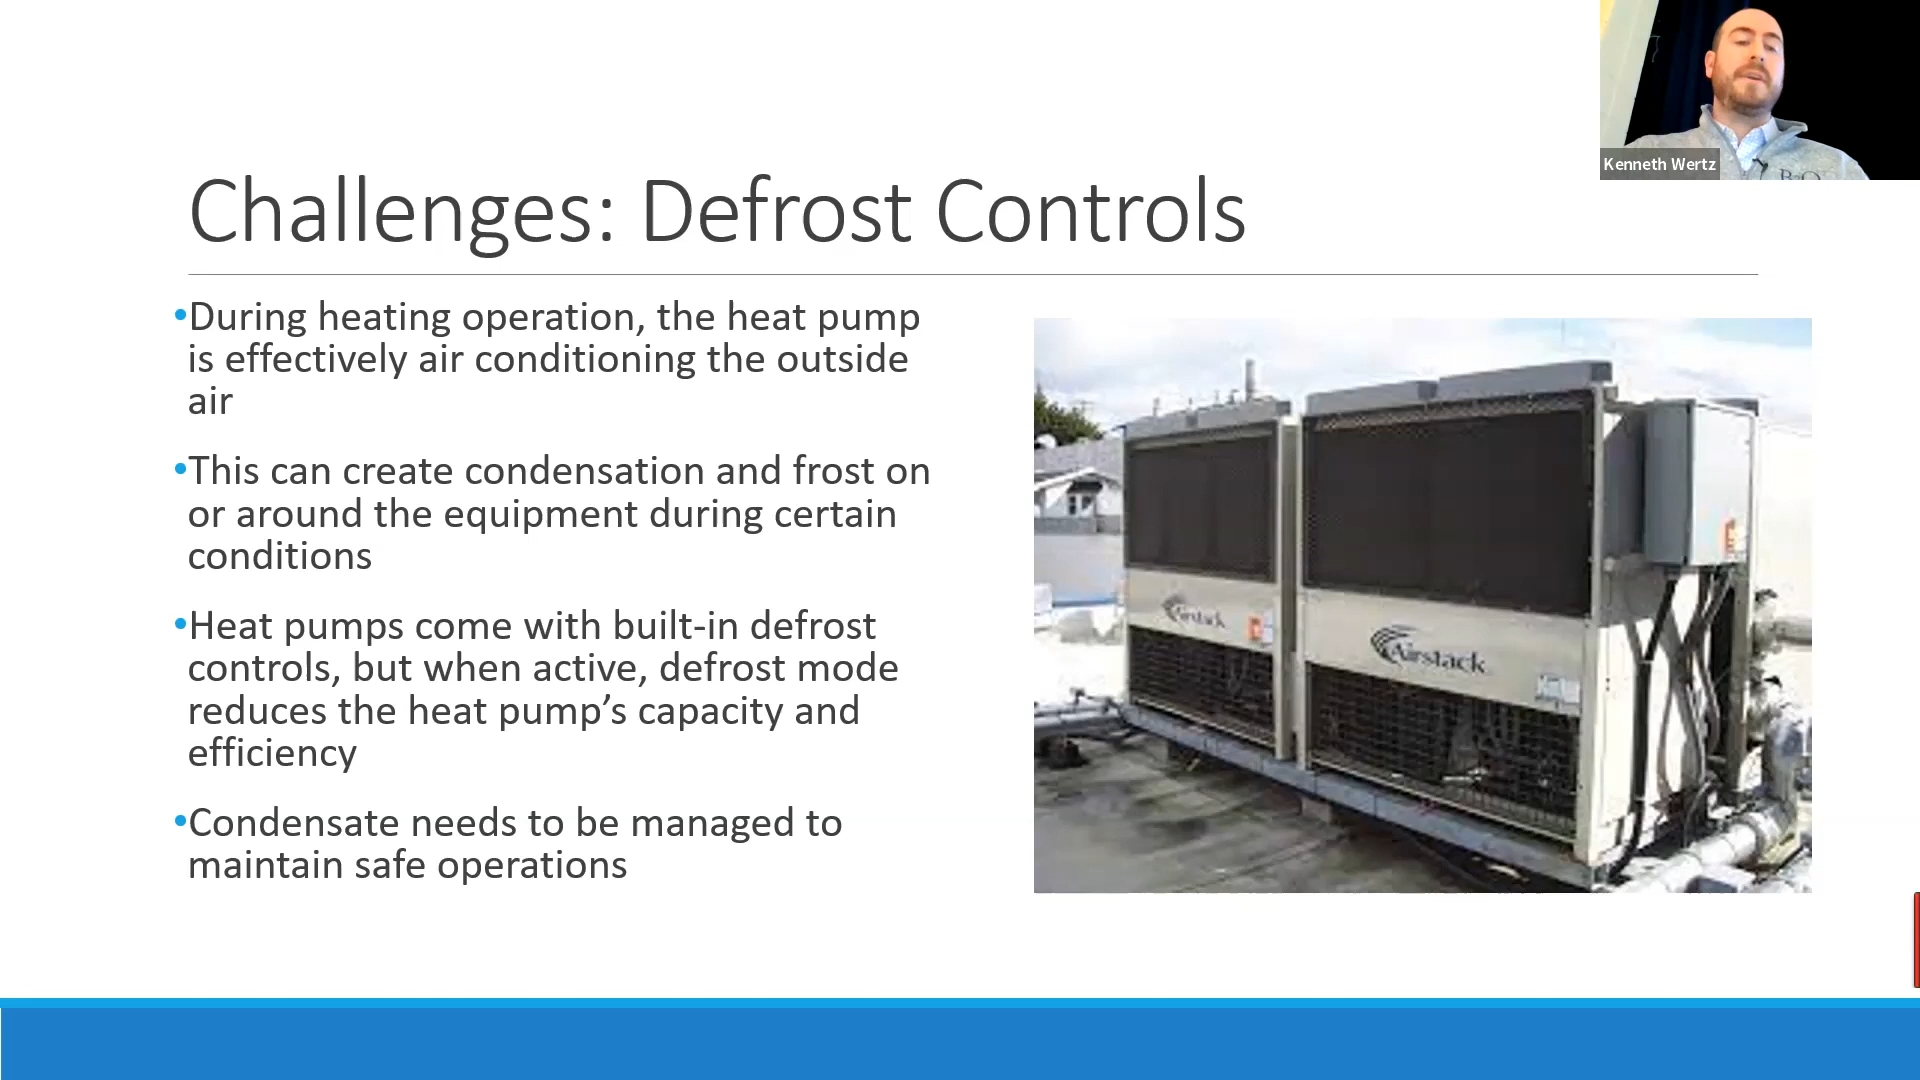 Kenneth Wertz
Challenges: Defrost Controls
•During heating operation, the heat pump
is effectively air conditioning the outside
air
•This can create condensation and frost on
or around the equipment during certain
conditions
•Heat pumps come with built-in defrost
controls, but when active, defrost mode
reduces the heat pump’s capacity and
efficiency
•Condensate needs to be managed to
maintain safe operations
Airstack
Airstack